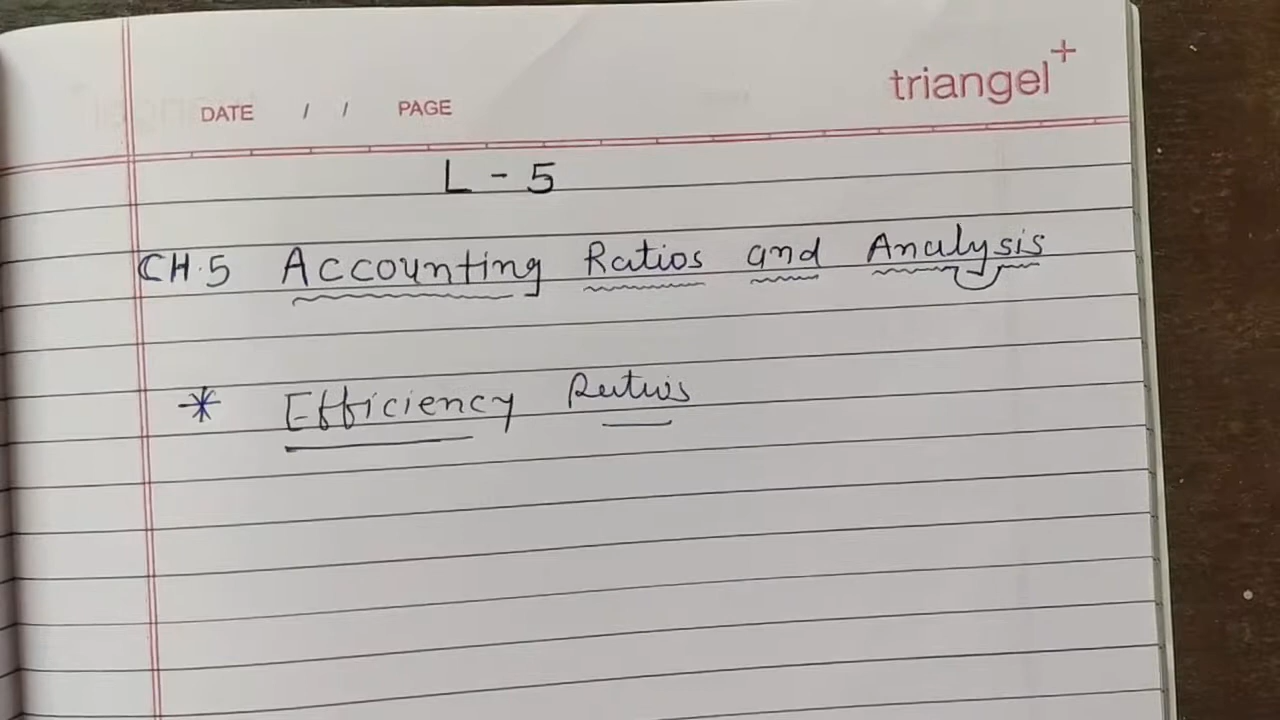 triangel+
DATE / / PAGE
L - 5
CH.5 Accounting Ratios and Analysis
* Efficiency Ratios